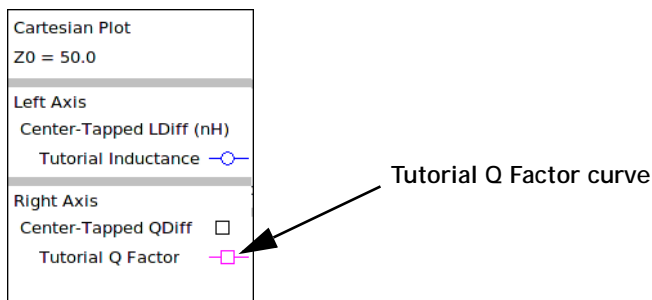 Cartesian Plot
Z0 = 50.0
Left Axis
Center-Tapped LDiff (nH)
Tutorial Inductance
Right Axis
Center-Tapped QDiff
Tutorial Q Factor
Tutorial Q Factor curve